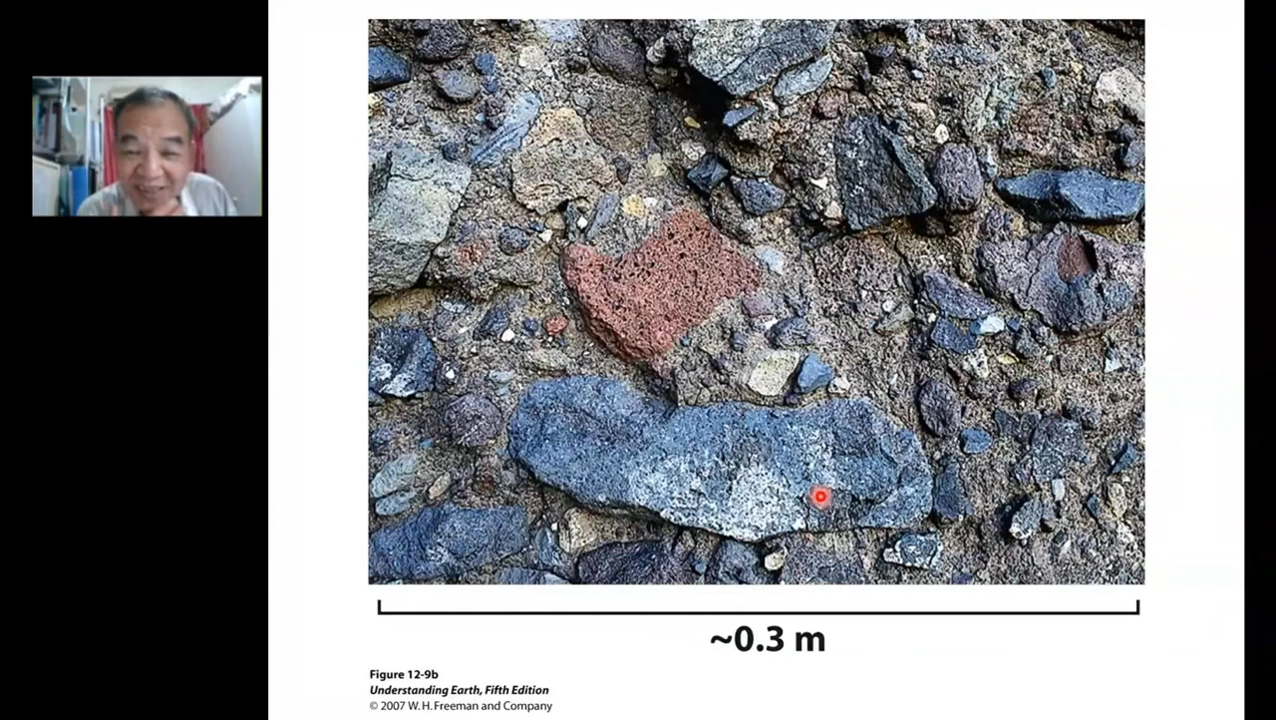 ~0.3 m
Figure 12-9b
Understanding Earth, Fifth Edition
© 2007 W. H. Freeman and Company